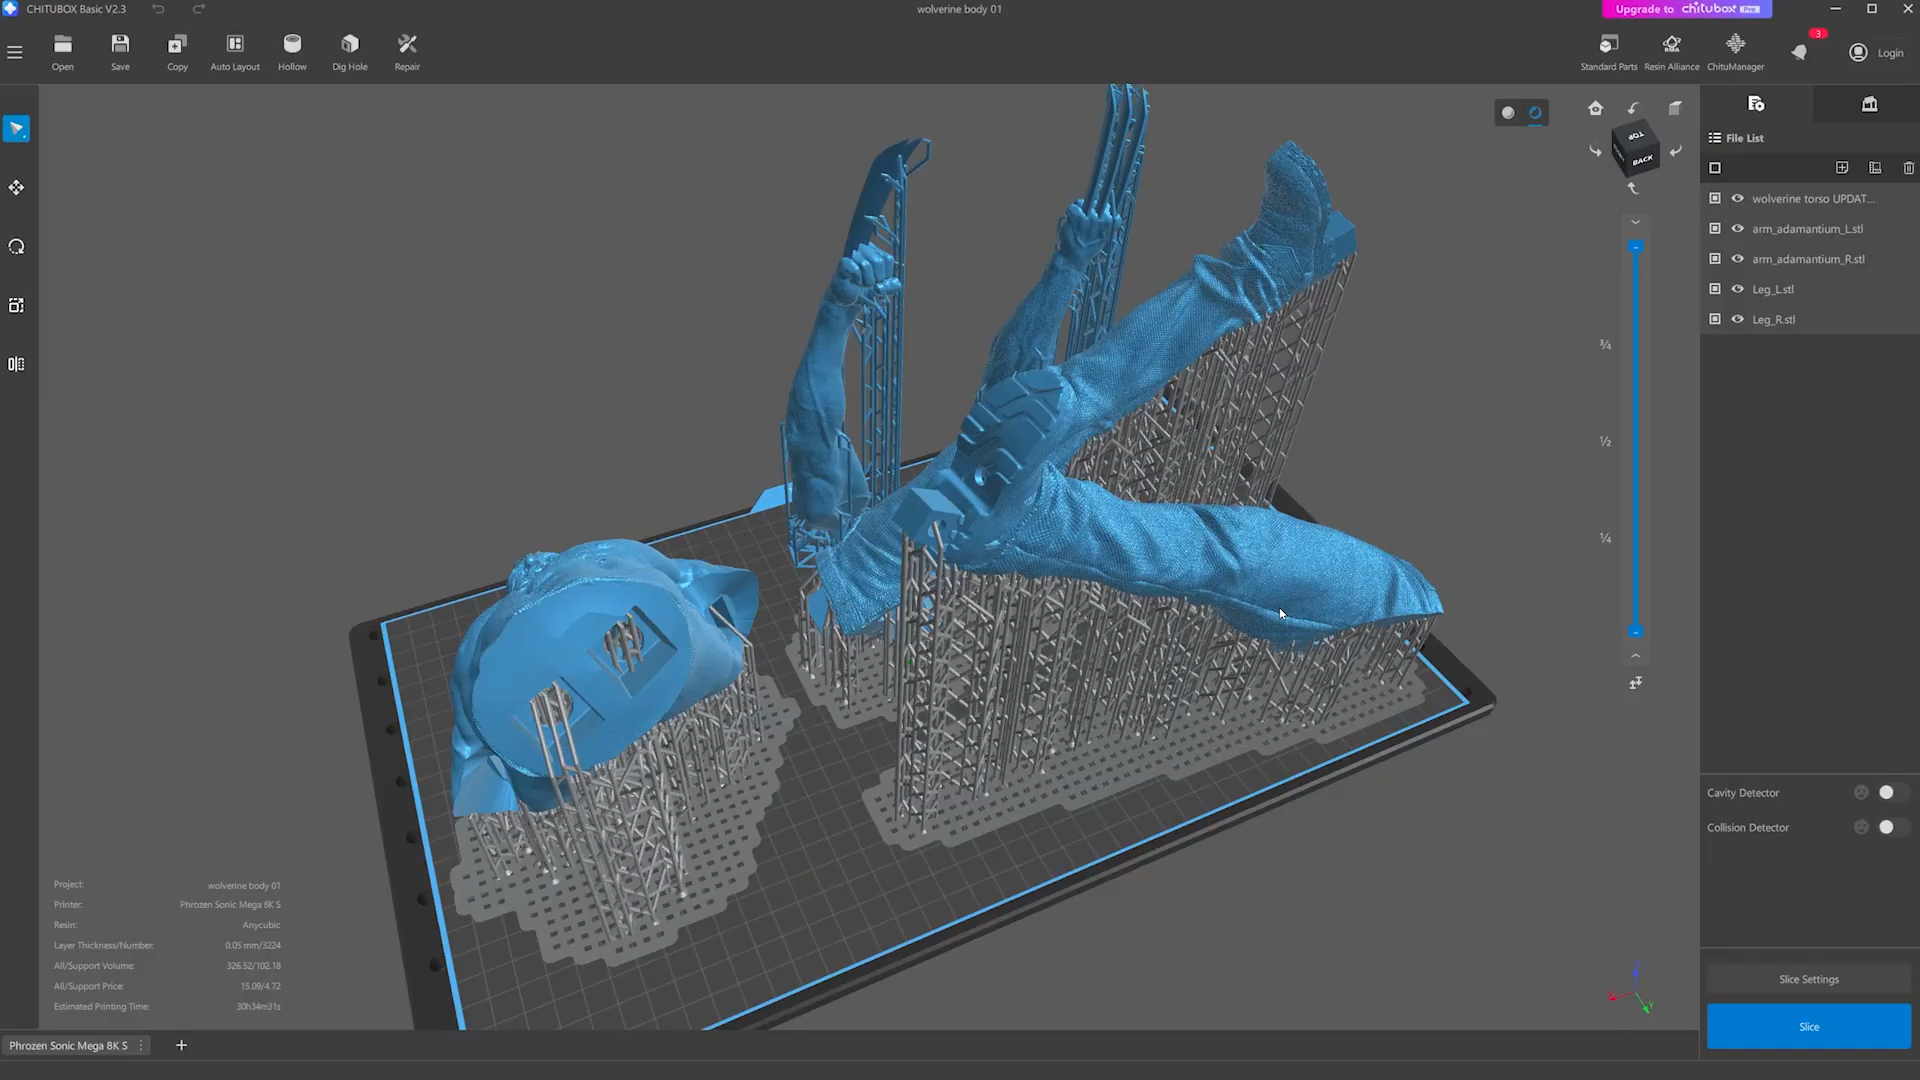 CHITUBOX Basic V2.3
wolverine body 01
Upgrade to chitubox Pro
Open
Save
Copy
Auto Layout
Hollow
Dig Hole
Repair
Standard Parts
Resin Alliance
ChituManager
3
Login
TOP
BACK
File List
wolverine torso UPDAT...
arm_adamantium_L.stl
arm_adamantium_R.stl
Leg_L.stl
Leg_R.stl
¾
½
¼
Cavity Detector
Collision Detector
Project: wolverine body 01
Printer: Phrozen Sonic Mega 8K S
Resin: Anycubic
Layer Thickness/Number: 0.05 mm/3224
All/Support Volume: 326.52/102.18
All/Support Price: 15.09/4.72
Estimated Printing Time: 30h34m31s
Slice Settings
Slice
Phrozen Sonic Mega 8K S